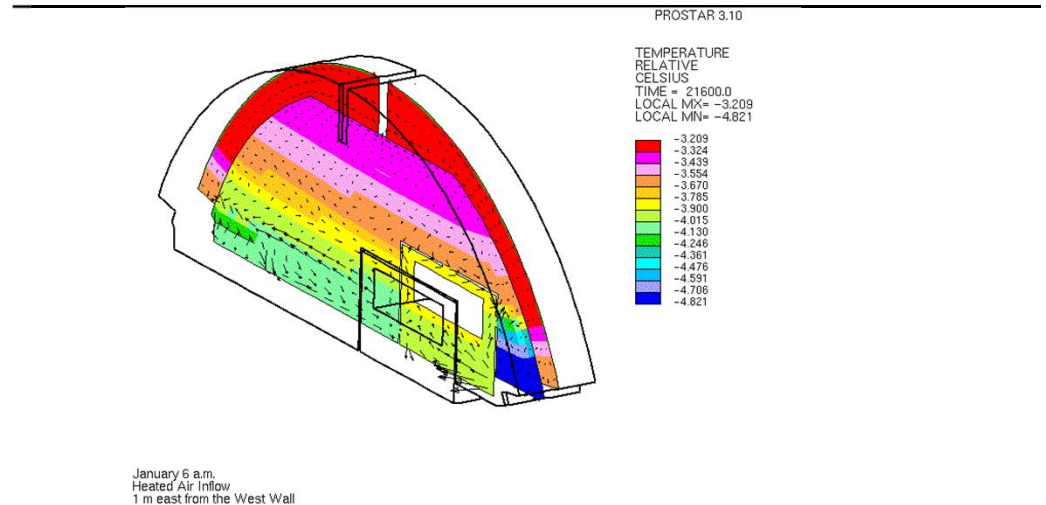 PROSTAR 3.10
TEMPERATURE
RELATIVE
CELSIUS
TIME = 21600.0
LOCAL MX= -3.209
LOCAL MN= -4.821
-3.209
-3.324
-3.439
-3.554
-3.670
-3.785
-3.900
-4.015
-4.130
-4.246
-4.361
-4.476
-4.591
-4.706
-4.821
January 6 a.m.
Heated Air Inflow
1 m east from the West Wall